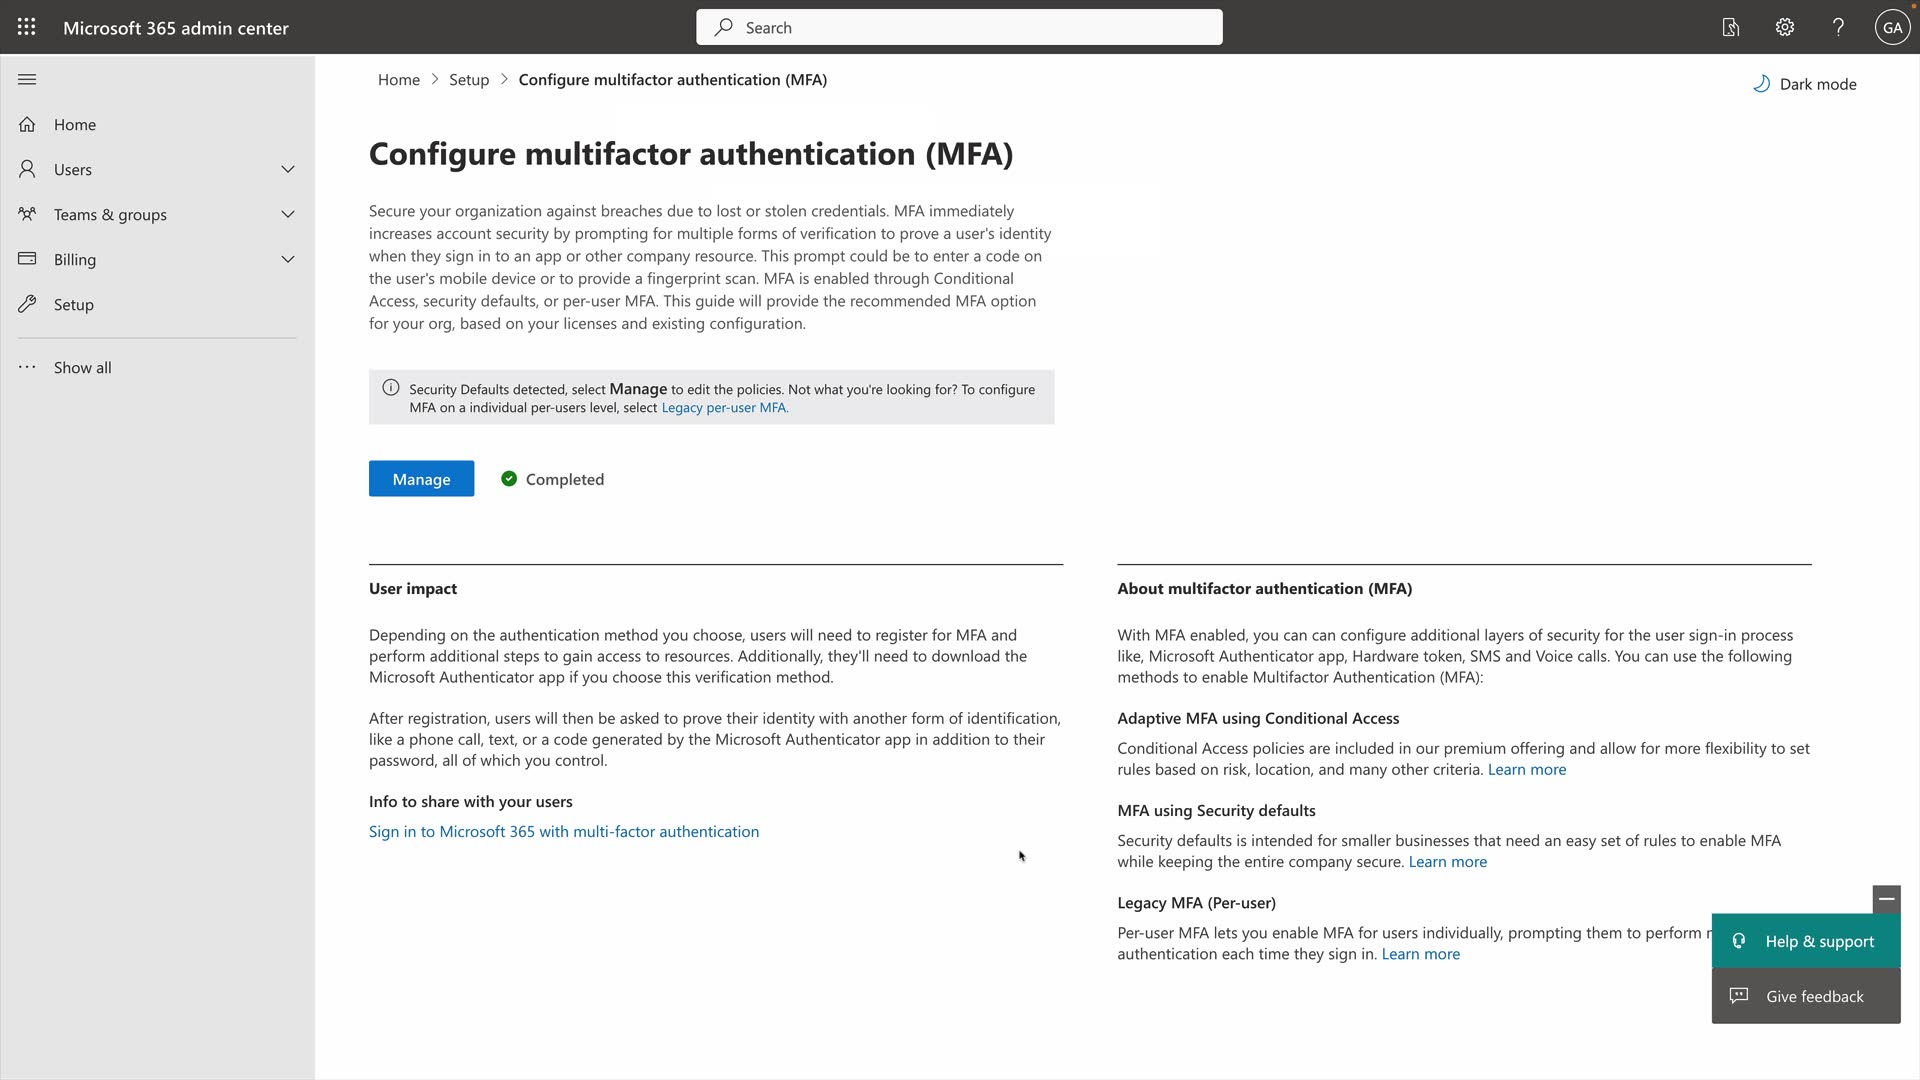 Microsoft 365 admin center
Search
GA
Home
Users
Teams & groups
Billing
Setup
Show all
Home > Setup > Configure multifactor authentication (MFA)
Dark mode
Configure multifactor authentication (MFA)
Secure your organization against breaches due to lost or stolen credentials. MFA immediately
increases account security by prompting for multiple forms of verification to prove a user's identity
when they sign in to an app or other company resource. This prompt could be to enter a code on
the user's mobile device or to provide a fingerprint scan. MFA is enabled through Conditional
Access, security defaults, or per-user MFA. This guide will provide the recommended MFA option
for your org, based on your licenses and existing configuration.
Security Defaults detected, select Manage to edit the policies. Not what you're looking for? To configure
MFA on a individual per-users level, select Legacy per-user MFA.
Manage
Completed
User impact
Depending on the authentication method you choose, users will need to register for MFA and
perform additional steps to gain access to resources. Additionally, they'll need to download the
Microsoft Authenticator app if you choose this verification method.
After registration, users will then be asked to prove their identity with another form of identification,
like a phone call, text, or a code generated by the Microsoft Authenticator app in addition to their
password, all of which you control.
Info to share with your users
Sign in to Microsoft 365 with multi-factor authentication
About multifactor authentication (MFA)
With MFA enabled, you can can configure additional layers of security for the user sign-in process
like, Microsoft Authenticator app, Hardware token, SMS and Voice calls. You can use the following
methods to enable Multifactor Authentication (MFA):
Adaptive MFA using Conditional Access
Conditional Access policies are included in our premium offering and allow for more flexibility to set
rules based on risk, location, and many other criteria. Learn more
MFA using Security defaults
Security defaults is intended for smaller businesses that need an easy set of rules to enable MFA
while keeping the entire company secure. Learn more
Legacy MFA (Per-user)
Per-user MFA lets you enable MFA for users individually, prompting them to perform
authentication each time they sign in. Learn more
Help & support
Give feedback